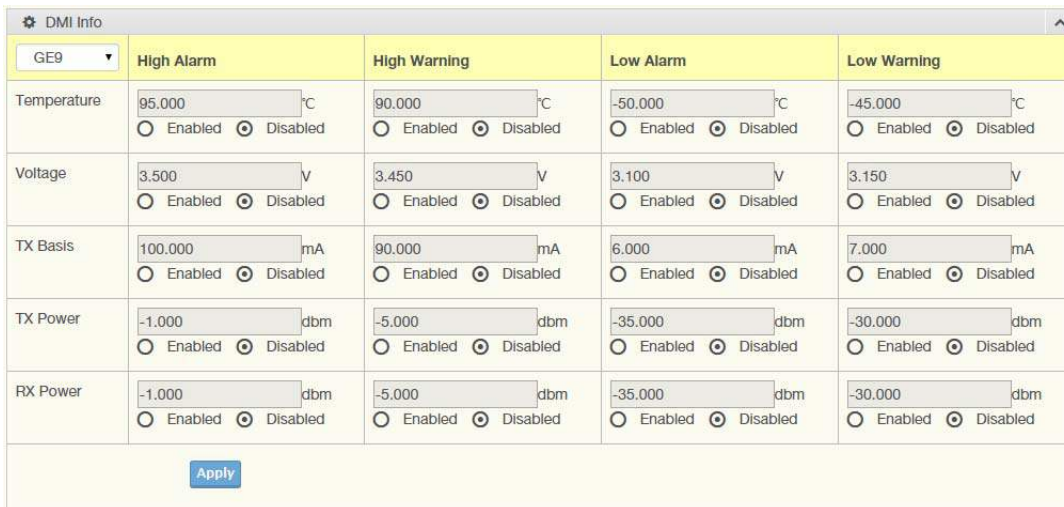 DMI Info
GE9 High Alarm High Warning Low Alarm Low Warning
Temperature 95.000 °C 90.000 °C -50.000 °C -45.000 °C
Enabled Disabled Enabled Disabled Enabled Disabled Enabled Disabled
Voltage 3.500 V 3.450 V 3.100 V 3.150 V
Enabled Disabled Enabled Disabled Enabled Disabled Enabled Disabled
TX Basis 100.000 mA 90.000 mA 6.000 mA 7.000 mA
Enabled Disabled Enabled Disabled Enabled Disabled Enabled Disabled
TX Power -1.000 dbm -5.000 dbm -35.000 dbm -30.000 dbm
Enabled Disabled Enabled Disabled Enabled Disabled Enabled Disabled
RX Power -1.000 dbm -5.000 dbm -35.000 dbm -30.000 dbm
Enabled Disabled Enabled Disabled Enabled Disabled Enabled Disabled
Apply